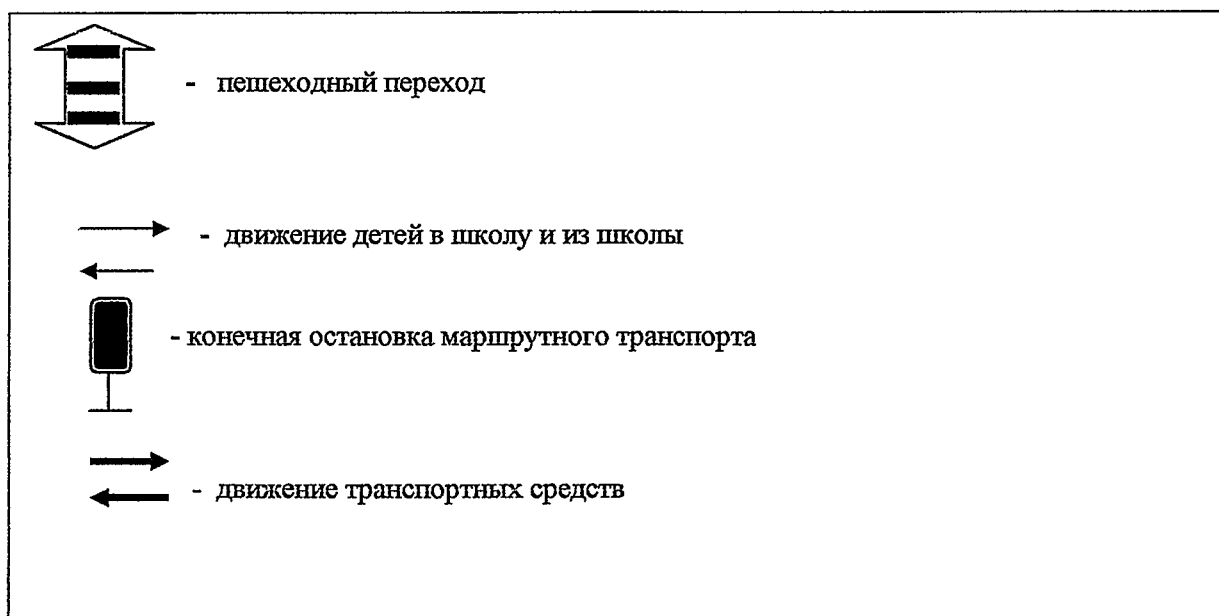 - пешеходный переход
- движение детей в школу и из школы
- конечная остановка маршрутного транспорта
- движение транспортных средств